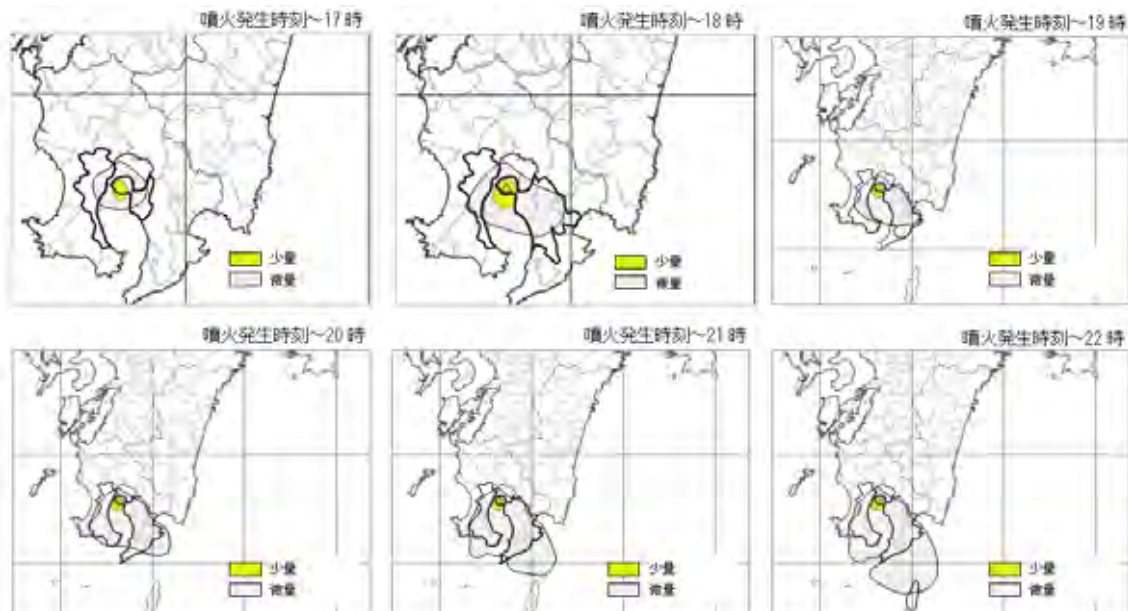 噴火発生時刻～17時
少量
微量
噴火発生時刻～18時
少量
微量
噴火発生時刻～19時
少量
微量
噴火発生時刻～20時
少量
微量
噴火発生時刻～21時
少量
微量
噴火発生時刻～22時
少量
微量